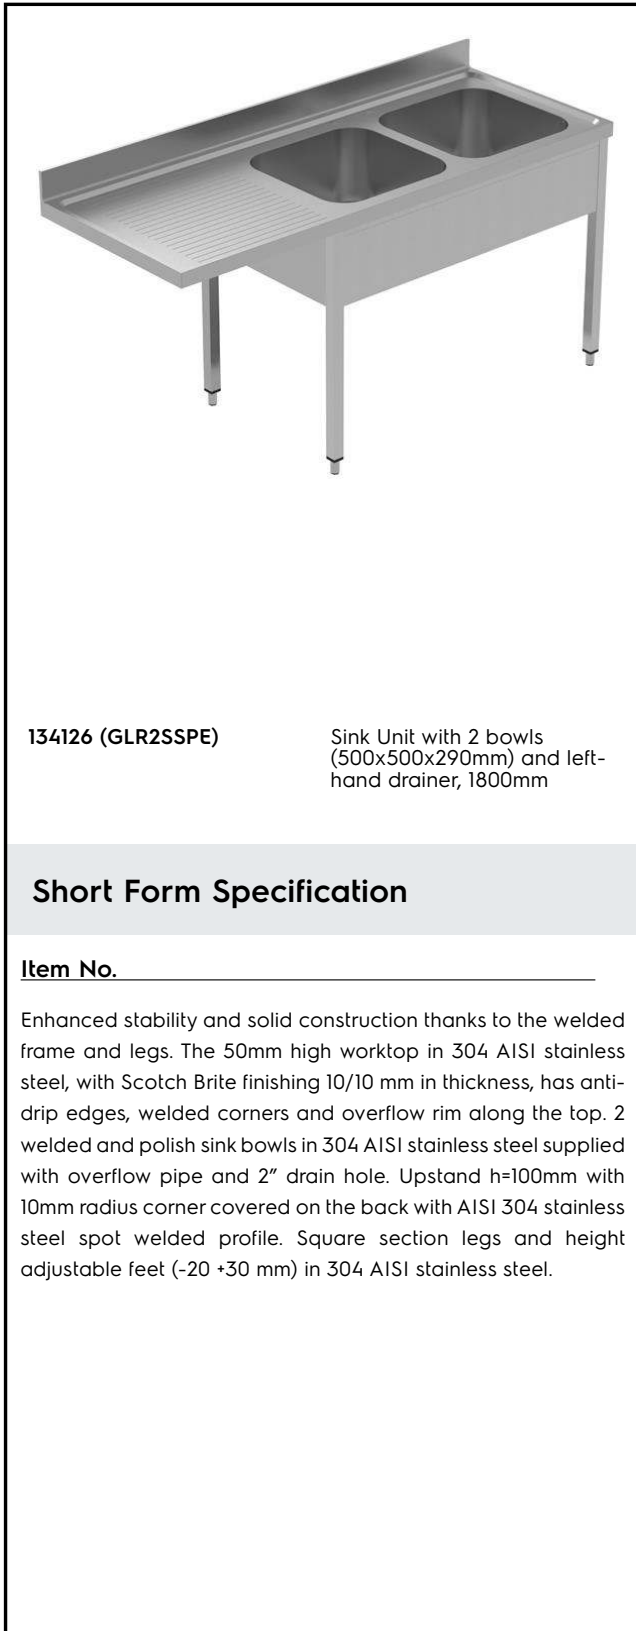 134126 (GLR2SSPE)
Sink Unit with 2 bowls
(500x500x290mm) and left-
hand drainer, 1800mm
Short Form Specification
Item No.
Enhanced stability and solid construction thanks to the welded
frame and legs. The 50mm high worktop in 304 AISI stainless
steel, with Scotch Brite finishing 10/10 mm in thickness, has anti-
drip edges, welded corners and overflow rim along the top. 2
welded and polish sink bowls in 304 AISI stainless steel supplied
with overflow pipe and 2” drain hole. Upstand h=100mm with
10mm radius corner covered on the back with AISI 304 stainless
steel spot welded profile. Square section legs and height
adjustable feet (-20 +30 mm) in 304 AISI stainless steel.